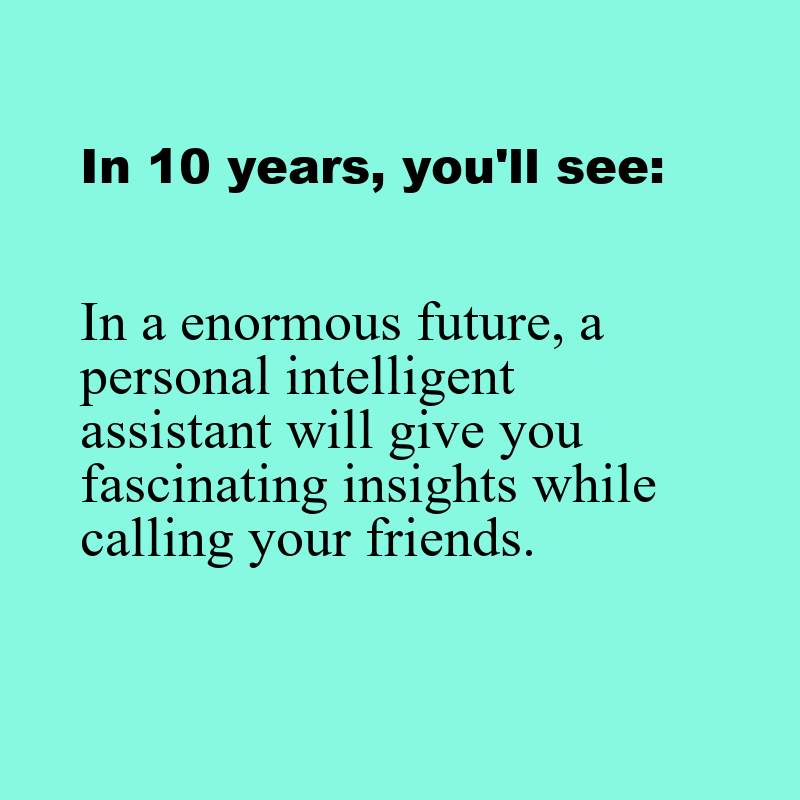 In 10 years, you'll see:
In a enormous future, a
personal intelligent
assistant will give you
fascinating insights while
calling your friends.